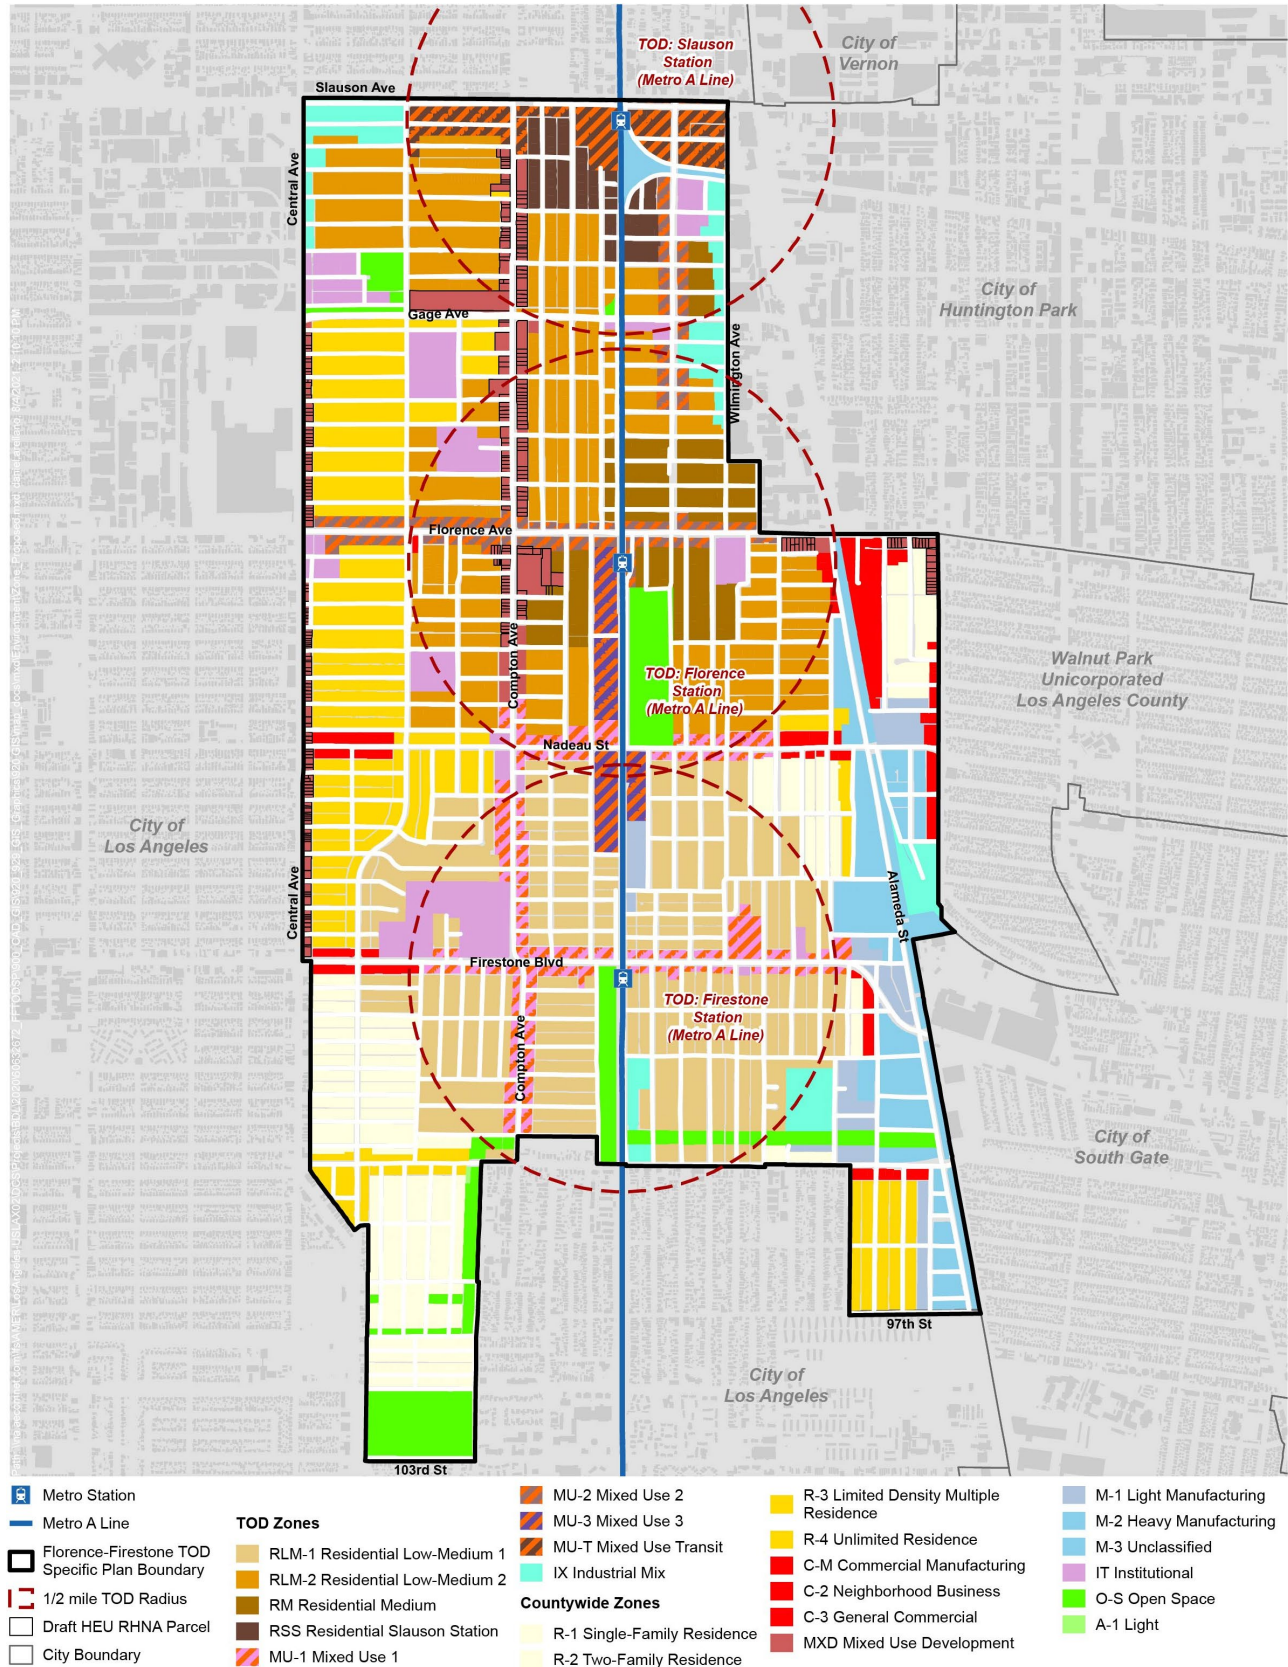 TOD: Slauson
Station
(Metro A Line)
City of
Vernon
Slauson Ave
Central Ave
City of
Huntington Park
Gage Ave
Wilmington Ave
Florence Ave
Compton Ave
TOD: Florence
Station
(Metro A Line)
Walnut Park
Unicorporated
Los Angeles County
Nadeau St
1
City of
Los Angeles
Central Ave
Alameda St
Firestone Blvd
TOD: Firestone
Station
(Metro A Line)
Compton Ave
City of
South Gate
97th St
City of
Los Angeles
103rd St
Metro Station
Metro A Line
Florence-Firestone TOD
Specific Plan Boundary
1/2 mile TOD Radius
Draft HEU RHNA Parcel
City Boundary
TOD Zones
RLM-1 Residential Low-Medium 1
RLM-2 Residential Low-Medium 2
RM Residential Medium
RSS Residential Slauson Station
MU-1 Mixed Use 1
MU-2 Mixed Use 2
MU-3 Mixed Use 3
MU-T Mixed Use Transit
IX Industrial Mix
Countywide Zones
R-1 Single-Family Residence
R-2 Two-Family Residence
R-3 Limited Density Multiple
Residence
R-4 Unlimited Residence
C-M Commercial Manufacturing
C-2 Neighborhood Business
C-3 General Commercial
MXD Mixed Use Development
M-1 Light Manufacturing
M-2 Heavy Manufacturing
M-3 Unclassified
IT Institutional
O-S Open Space
A-1 Light